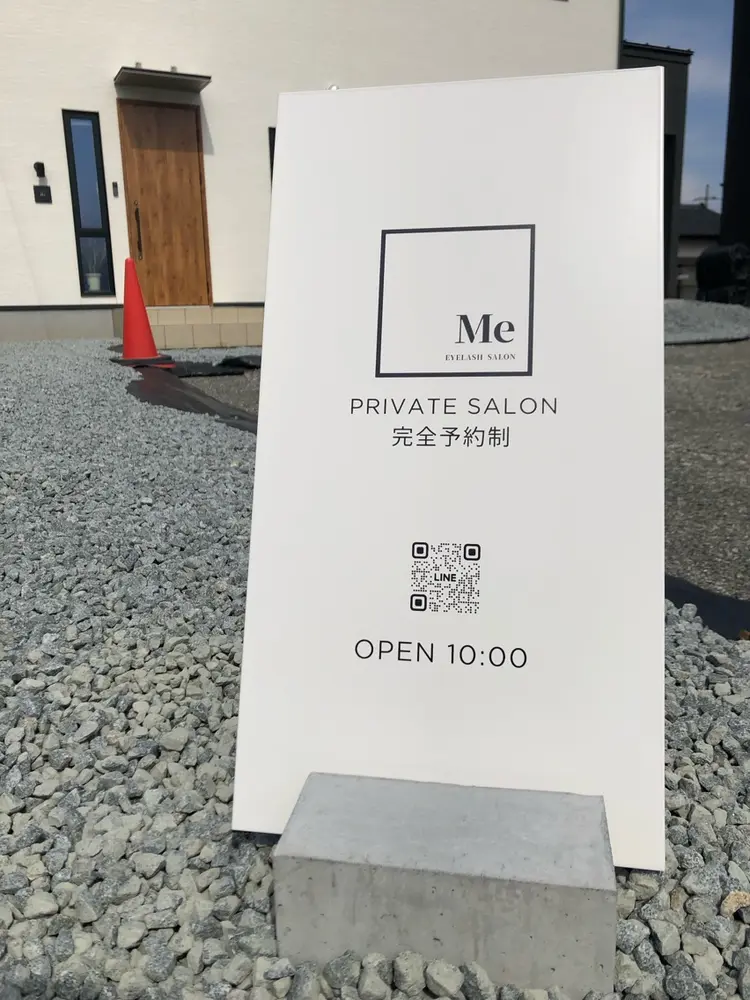 Me
EYELASH SALON
PRIVATE SALON
完全予約制
LINE
OPEN 10:00